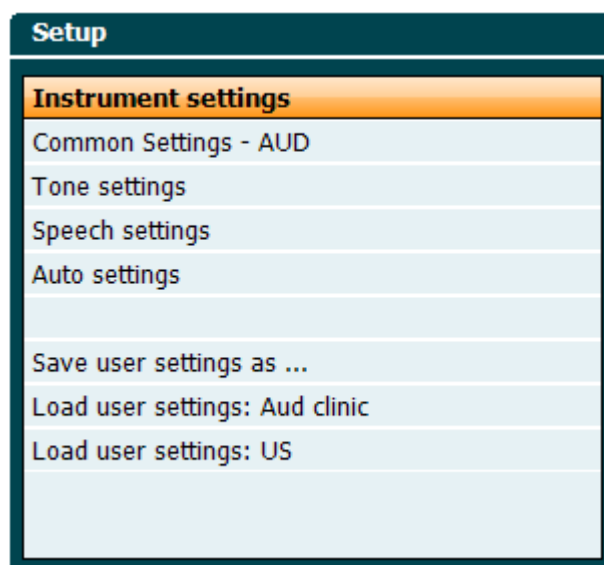 Setup
Instrument settings
Common Settings - AUD
Tone settings
Speech settings
Auto settings
Save user settings as ...
Load user settings: Aud clinic
Load user settings: US